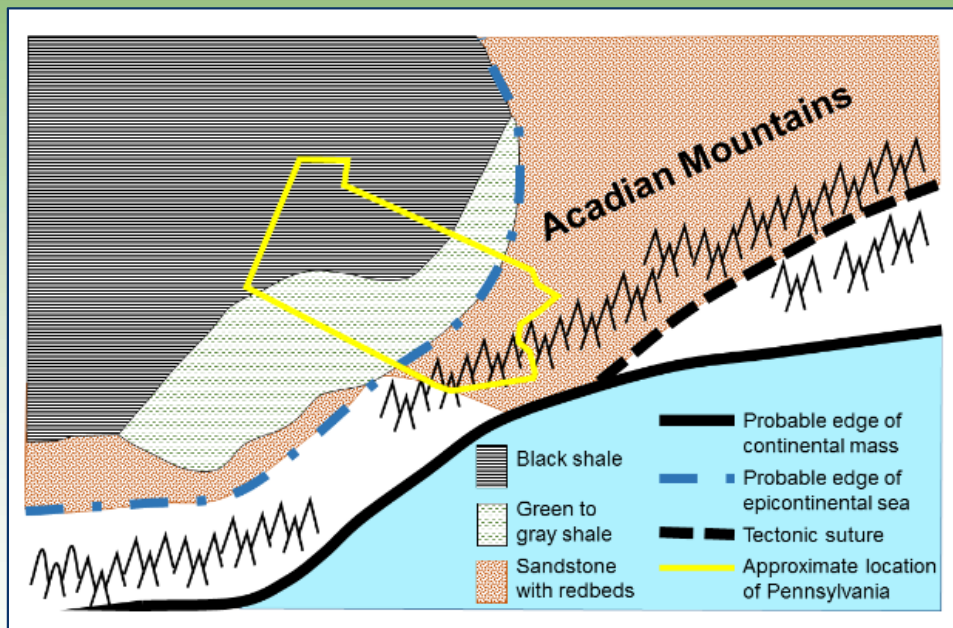 Acadian Mountains
Black shale
Green to
gray shale
Sandstone
with redbeds
Probable edge of
continental mass
Probable edge of
epicontinental sea
Tectonic suture
Approximate location
of Pennsylvania